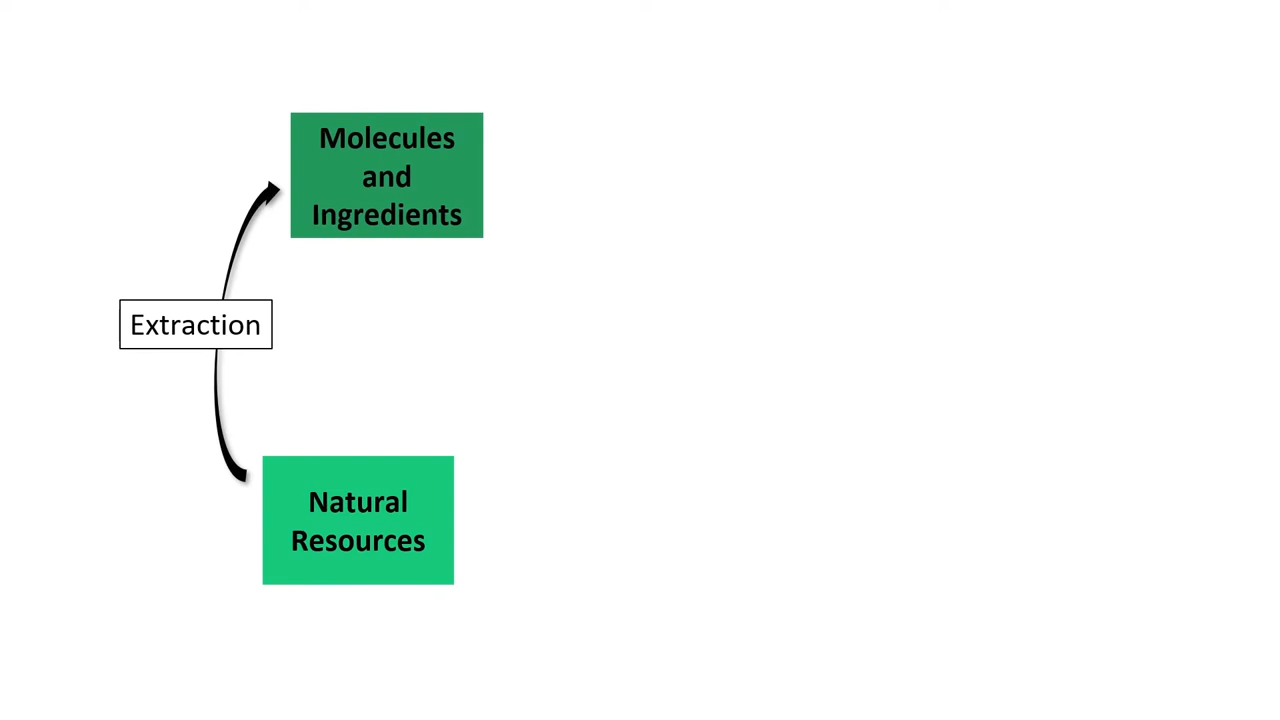 Molecules
and
Ingredients
Extraction
Natural
Resources